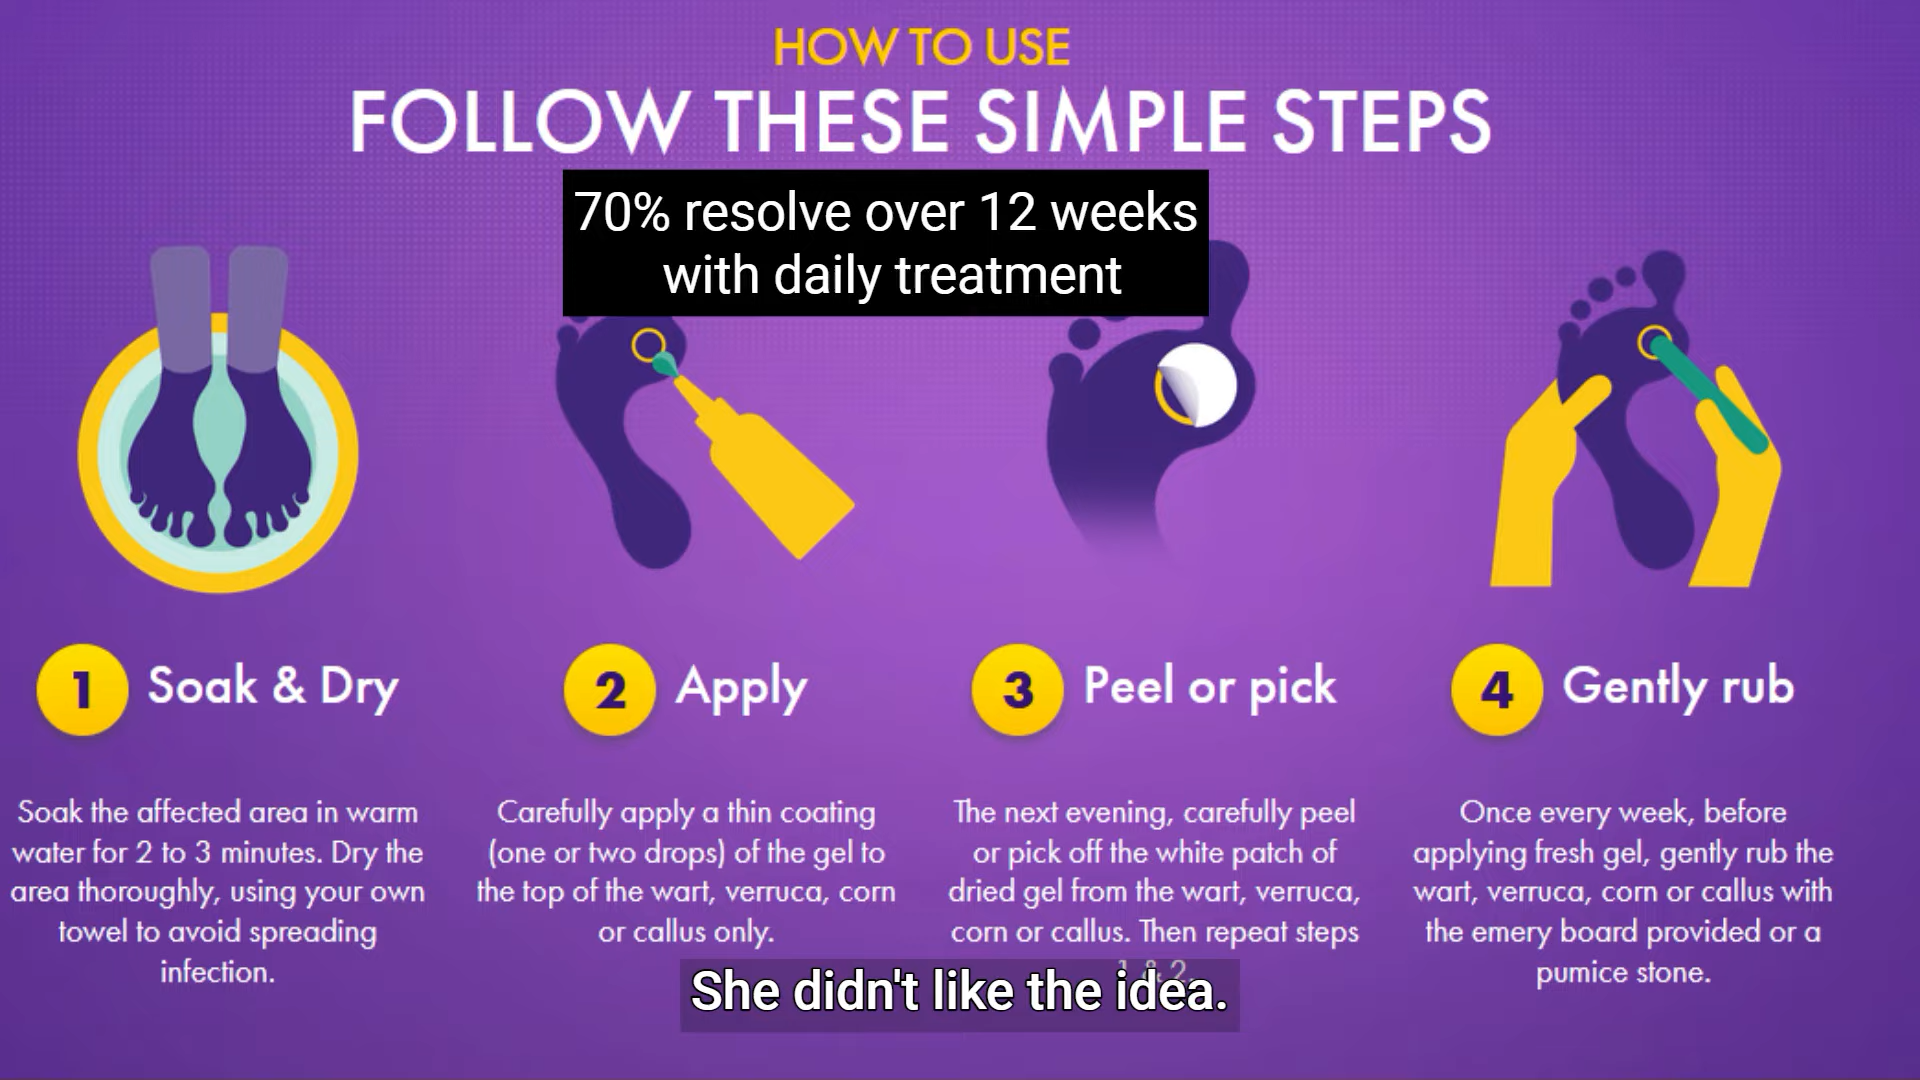 HOW TO USE
FOLLOW THESE SIMPLE STEPS
70% resolve over 12 weeks
with daily treatment
1 Soak & Dry
Soak the affected area in warm
water for 2 to 3 minutes. Dry the
area thoroughly, using your own
towel to avoid spreading
infection.
2 Apply
Carefully apply a thin coating
(one or two drops) of the gel to
the top of the wart, verruca, corn
or callus only.
3 Peel or pick
The next evening, carefully peel
or pick off the white patch of
dried gel from the wart, verruca,
corn or callus. Then repeat steps
1 & 2.
4 Gently rub
Once every week, before
applying fresh gel, gently rub the
wart, verruca, corn or callus with
the emery board provided or a
pumice stone.
She didn't like the idea.